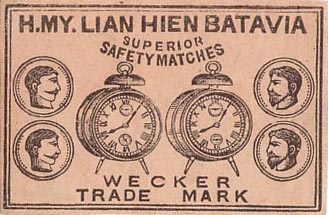 H.MY. LIAN HIEN BATAVIA
SUPERIOR
SAFETY MATCHES
WECKER
TRADE MARK